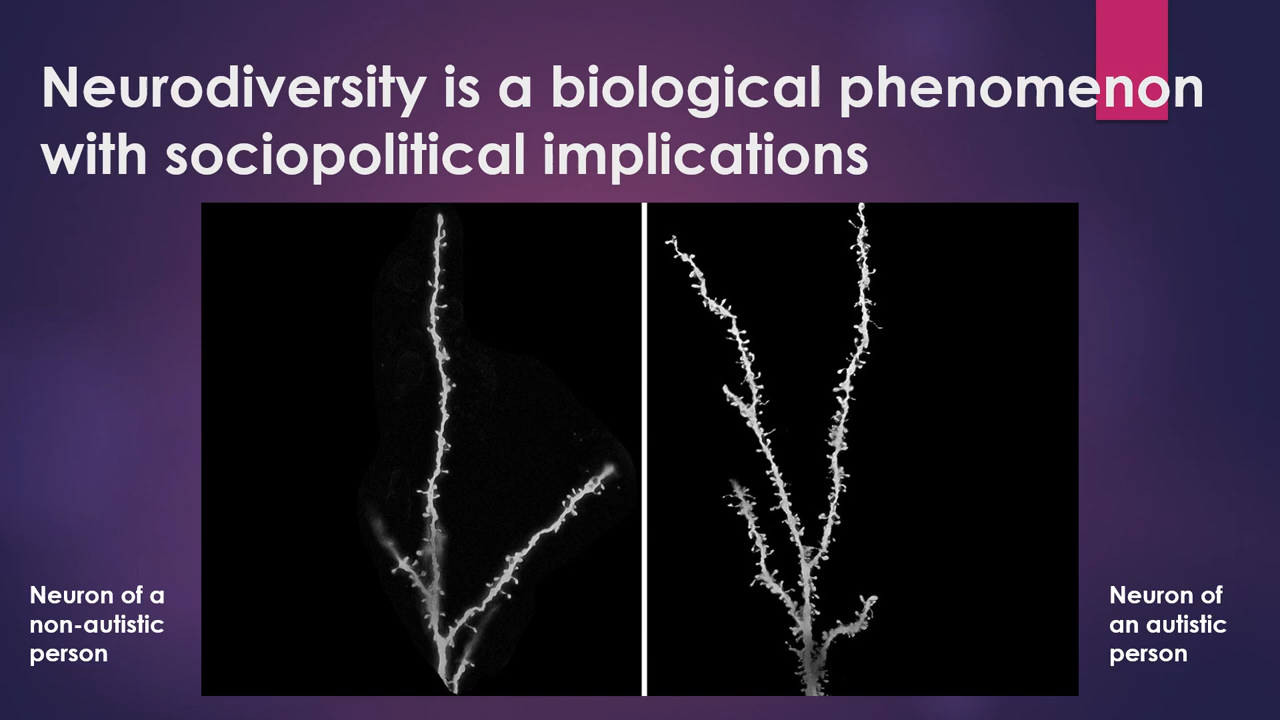 Neurodiversity is a biological phenomenon
with sociopolitical implications
Neuron of a
non-autistic
person
Neuron of
an autistic
person